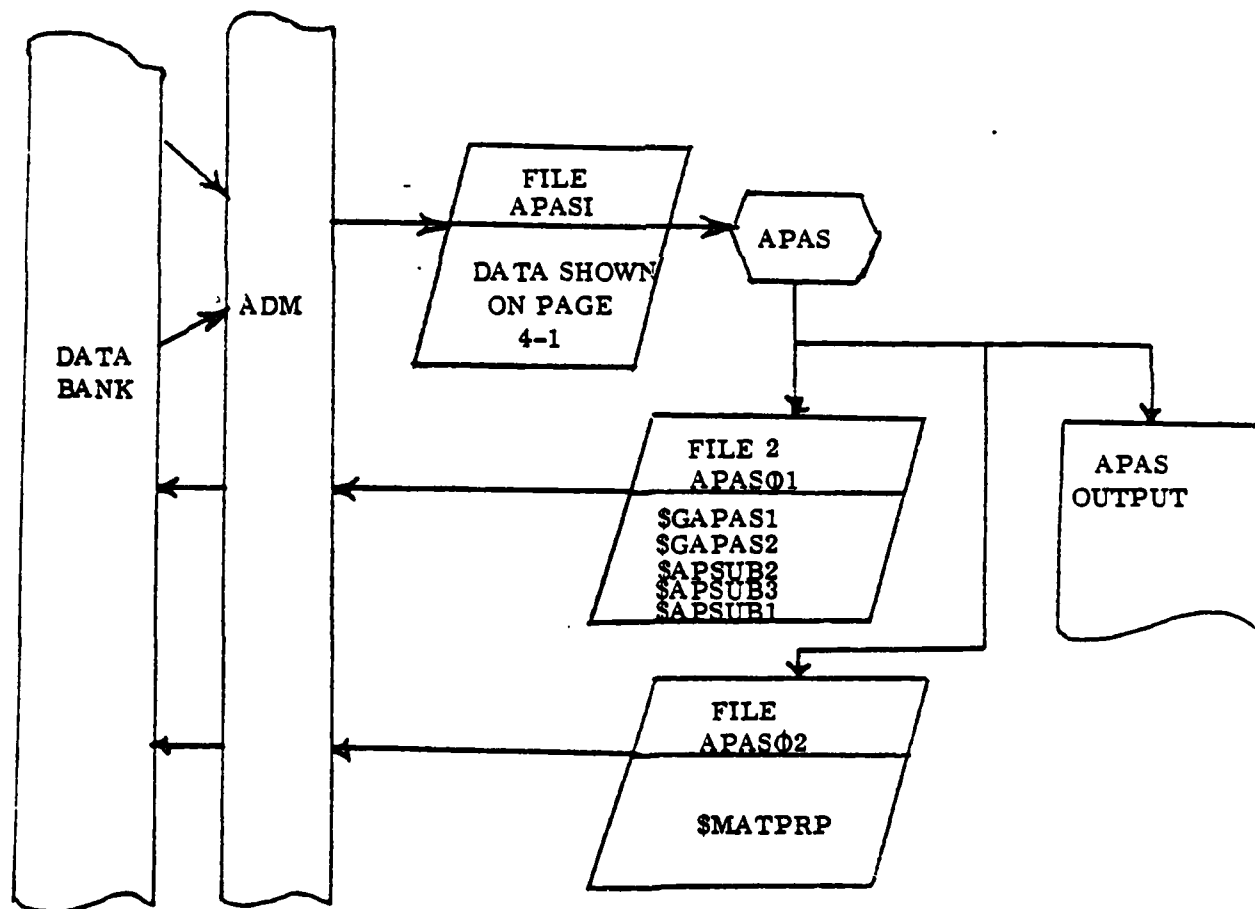 DATA
BANK
ADM
FILE
APASI
DATA SHOWN
ON PAGE
4-1
APAS
FILE 2
APASΦ1
$GAPAS1
$GAPAS2
$APSUB2
$APSUB3
$APSUB1
APAS
OUTPUT
FILE
APASΦ2
$MATPRP